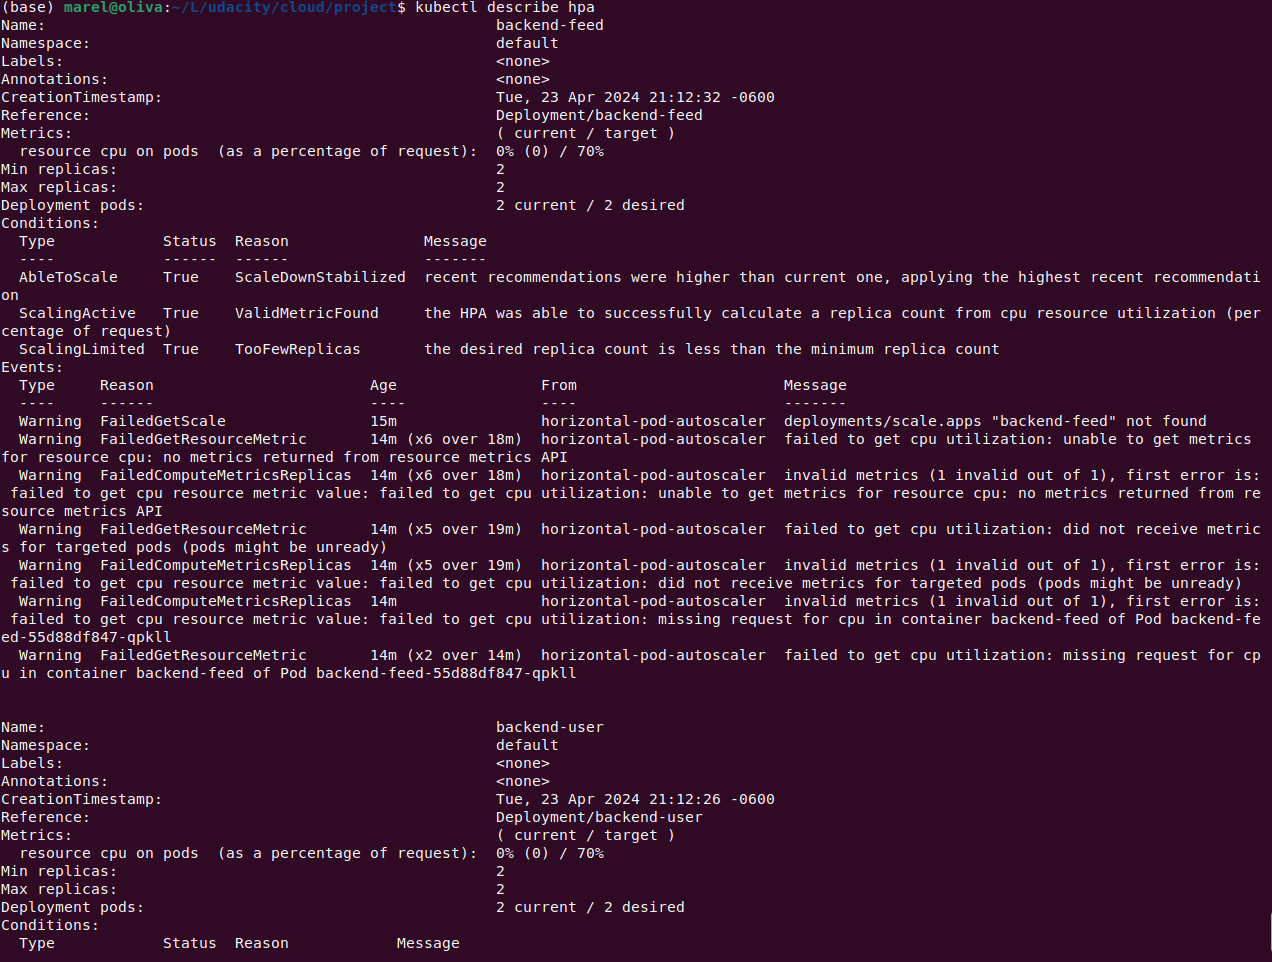 (base) marel@oliva:~/L/udacity/cloud/project$ kubectl describe hpa
Name:                                                  backend-feed
Namespace:                                             default
Labels:                                                <none>
Annotations:                                           <none>
CreationTimestamp:                                     Tue, 23 Apr 2024 21:12:32 -0600
Reference:                                             Deployment/backend-feed
Metrics:                                               ( current / target )
  resource cpu on pods  (as a percentage of request):  0% (0) / 70%
Min replicas:                                          2
Max replicas:                                          2
Deployment pods:                                       2 current / 2 desired
Conditions:
  Type            Status  Reason               Message
  ----            ------  ------               -------
  AbleToScale     True    ScaleDownStabilized  recent recommendations were higher than current one, applying the highest recent recommendati
on
  ScalingActive   True    ValidMetricFound     the HPA was able to successfully calculate a replica count from cpu resource utilization (per
centage of request)
  ScalingLimited  True    TooFewReplicas       the desired replica count is less than the minimum replica count
Events:
  Type     Reason                        Age                From                       Message
  ----     ------                        ----               ----                       -------
  Warning  FailedGetScale                15m                horizontal-pod-autoscaler  deployments/scale.apps "backend-feed" not found
  Warning  FailedGetResourceMetric       14m (x6 over 18m)  horizontal-pod-autoscaler  failed to get cpu utilization: unable to get metrics
for resource cpu: no metrics returned from resource metrics API
  Warning  FailedComputeMetricsReplicas  14m (x6 over 18m)  horizontal-pod-autoscaler  invalid metrics (1 invalid out of 1), first error is:
 failed to get cpu resource metric value: failed to get cpu utilization: unable to get metrics for resource cpu: no metrics returned from re
source metrics API
  Warning  FailedGetResourceMetric       14m (x5 over 19m)  horizontal-pod-autoscaler  failed to get cpu utilization: did not receive metric
s for targeted pods (pods might be unready)
  Warning  FailedComputeMetricsReplicas  14m (x5 over 19m)  horizontal-pod-autoscaler  invalid metrics (1 invalid out of 1), first error is:
 failed to get cpu resource metric value: failed to get cpu utilization: did not receive metrics for targeted pods (pods might be unready)
  Warning  FailedComputeMetricsReplicas  14m                horizontal-pod-autoscaler  invalid metrics (1 invalid out of 1), first error is:
 failed to get cpu resource metric value: failed to get cpu utilization: missing request for cpu in container backend-feed of Pod backend-fe
ed-55d88df847-qpkll
  Warning  FailedGetResourceMetric       14m (x2 over 14m)  horizontal-pod-autoscaler  failed to get cpu utilization: missing request for cp
u in container backend-feed of Pod backend-feed-55d88df847-qpkll
Name:                                                  backend-user
Namespace:                                             default
Labels:                                                <none>
Annotations:                                           <none>
CreationTimestamp:                                     Tue, 23 Apr 2024 21:12:26 -0600
Reference:                                             Deployment/backend-user
Metrics:                                               ( current / target )
  resource cpu on pods  (as a percentage of request):  0% (0) / 70%
Min replicas:                                          2
Max replicas:                                          2
Deployment pods:                                       2 current / 2 desired
Conditions:
  Type            Status  Reason            Message